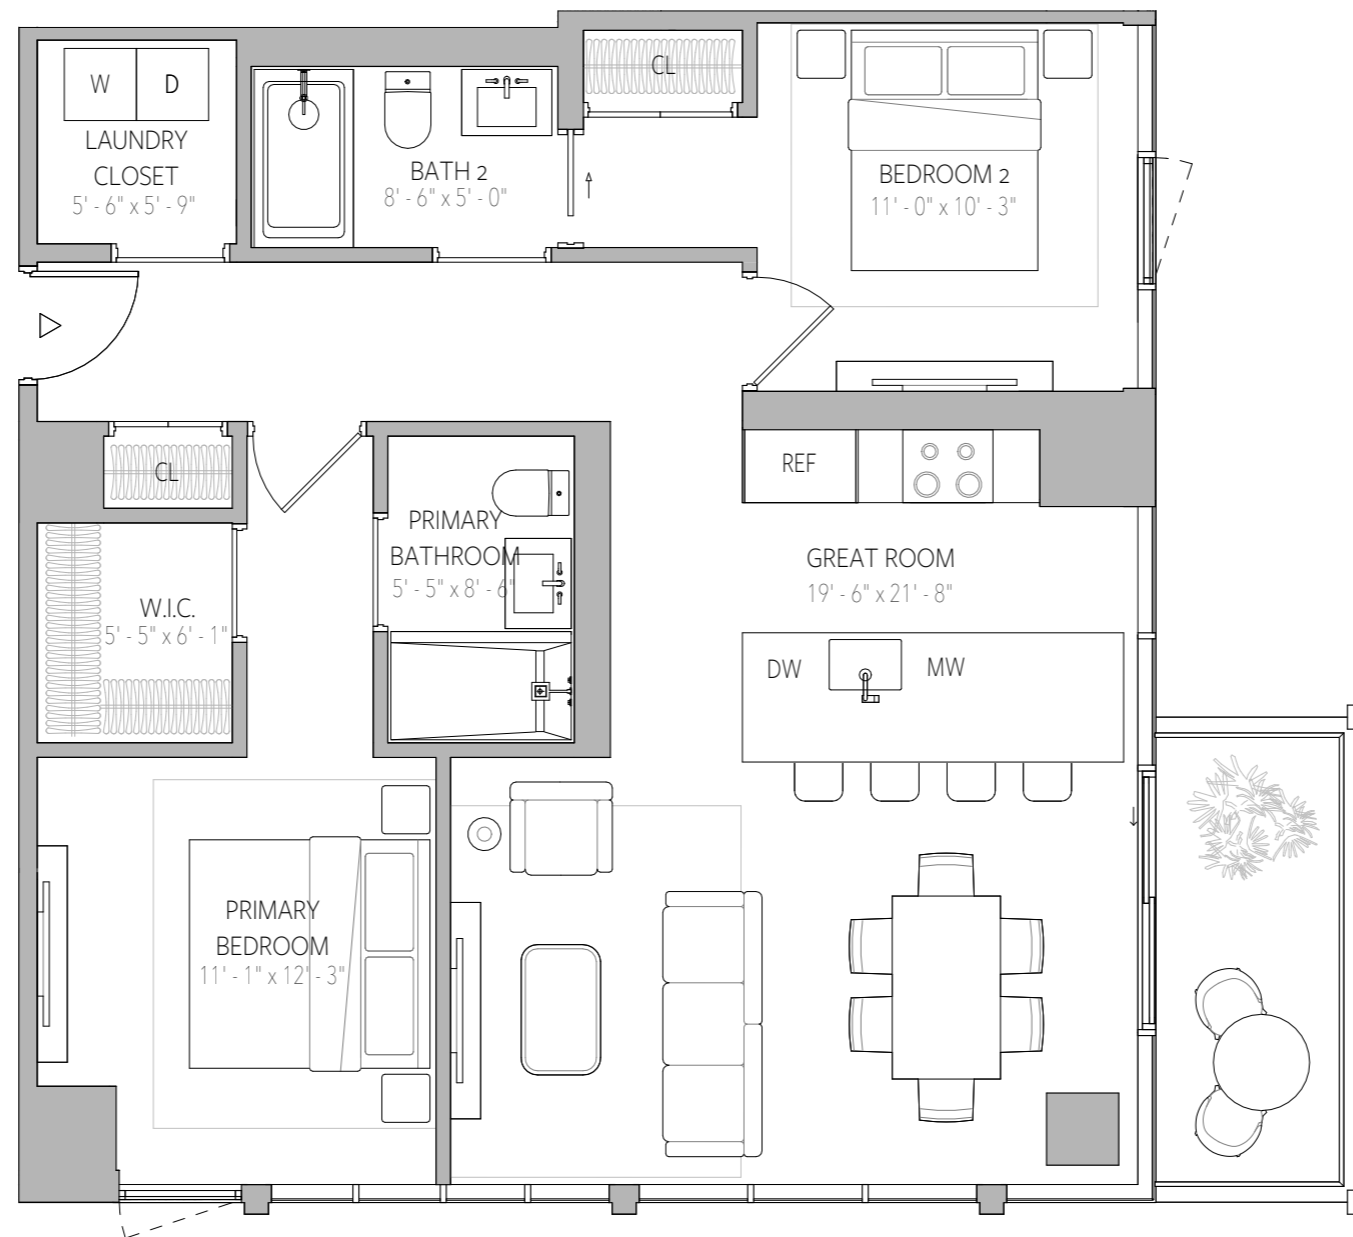 CL
W D
LAUNDRY
CLOSET
5' - 6" x 5' - 9"
BATH 2
8' - 6" x 5' - 0"
BEDROOM 2
11' - 0" x 10' - 3"
CL
REF
PRIMARY
BATHROOM
5' - 5" x 8' - 6"
GREAT ROOM
19' - 6" x 21' - 8"
W.I.C.
5' - 5" x 6' - 1"
DW MW
PRIMARY
BEDROOM
11' - 1" x 12' - 3"